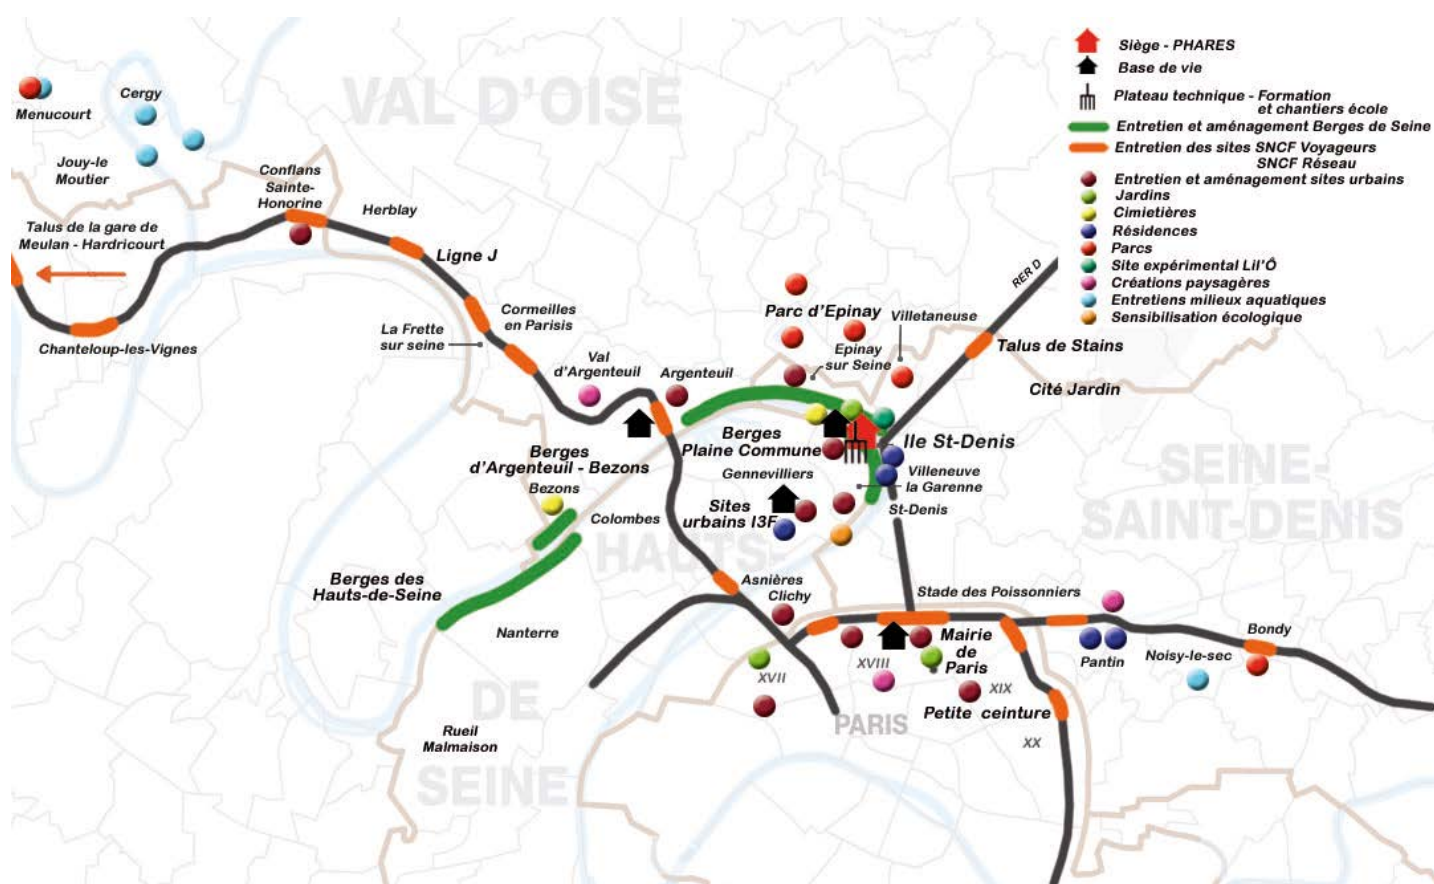 VAL D'OISE
Siège - PHARES
Base de vie
Plateau technique - Formation
et chantiers école
Entretien et aménagement Berges de Seine
Entretien des sites SNCF Voyageurs
SNCF Réseau
Entretien et aménagement sites urbains
Jardins
Cimietières
Résidences
Parcs
Site expérimental Lil'Ô
Créations paysagères
Entretiens milieux aquatiques
Sensibilisation écologique
Menucourt
Cergy
Jouy-le
Moutier
Conflans
Sainte-
Honorine
Herblay
Talus de la gare de
Meulan - Hardricourt
Ligne J
Chanteloup-les-Vignes
La Frette
sur seine
Cormeilles
en Parisis
Val
d'Argenteuil
Argenteuil
Parc d'Epinay
Villetaneuse
Epinay
sur Seine
RER D
Talus de Stains
Cité Jardin
Berges
Plaine Commune
Ile St-Denis
Berges
d'Argenteuil - Bezons
Bezons
Gennevilliers
Villeneuve
la Garenne
St-Denis
Sites
urbains I3F
Colombes
SEINE-
SAINT-DENIS
HAUTS-
DE
SEINE
Berges des
Hauts-de-Seine
Nanterre
Rueil
Malmaison
Asnières
Clichy
Stade des Poissonniers
Mairie
de
Paris
XVII
XVIII
XIX
XX
PARIS
Petite ceinture
Pantin
Noisy-le-sec
Bondy